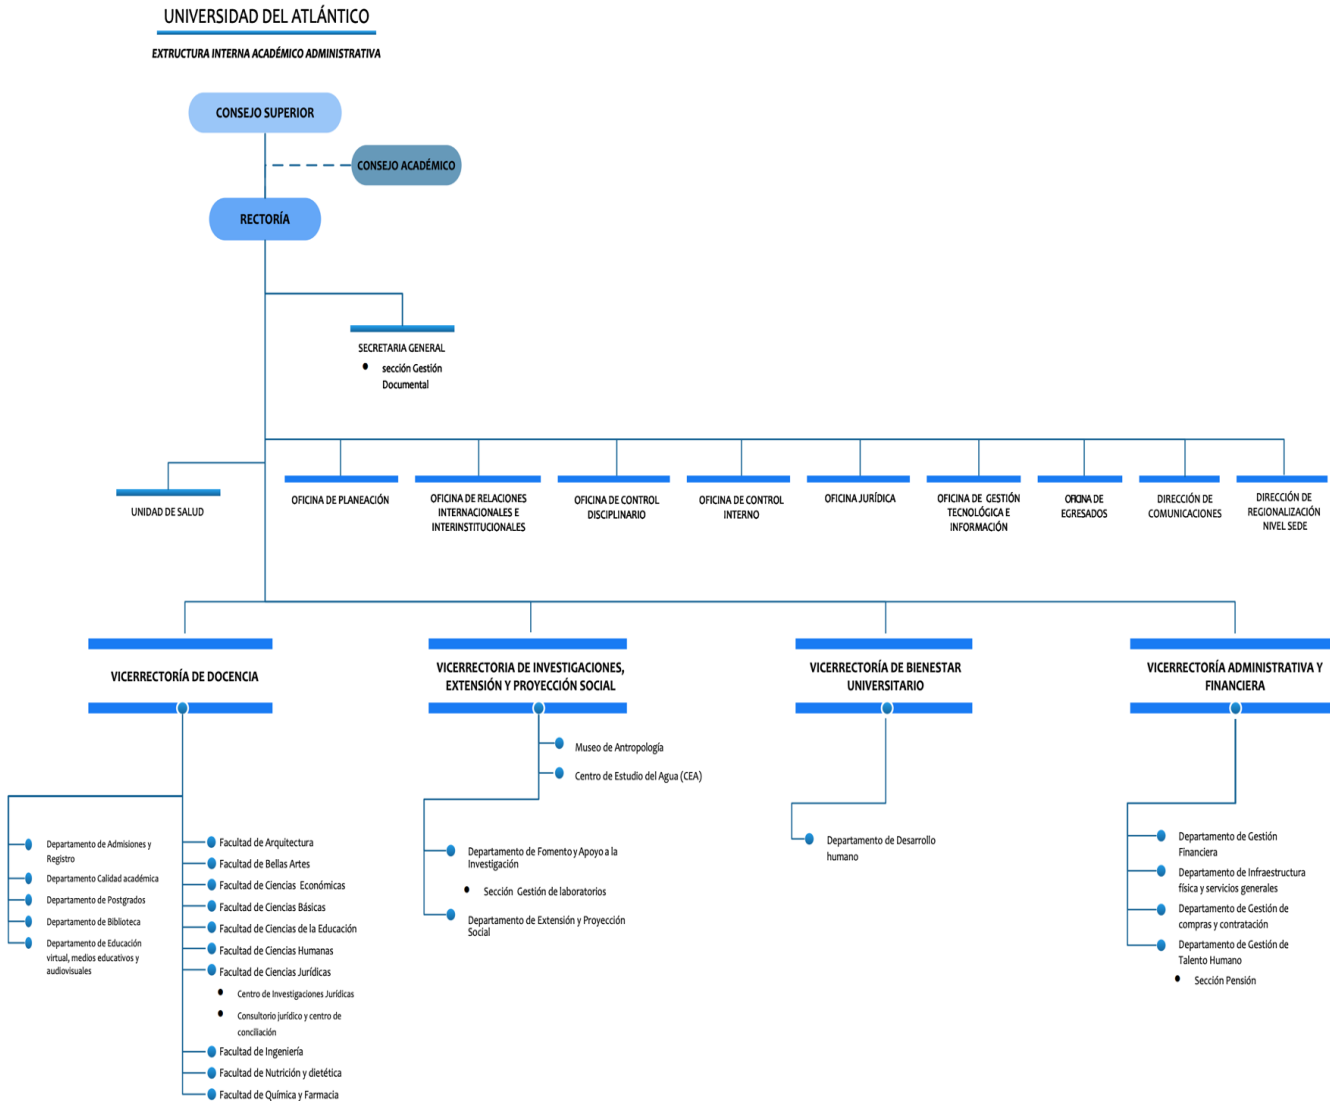 UNIVERSIDAD DEL ATLÁNTICO
EXTRUCTURA INTERNA ACADÉMICO ADMINISTRATIVA
CONSEJO SUPERIOR
CONSEJO ACADÉMICO
RECTORÍA
SECRETARIA GENERAL
• sección Gestión
Documental
UNIDAD DE SALUD
OFICINA DE PLANEACIÓN
OFICINA DE RELACIONES
INTERNACIONALES E
INTERINSTITUCIONALES
OFICINA DE CONTROL
DISCIPLINARIO
OFICINA DE CONTROL
INTERNO
OFICINA JURÍDICA
OFICINA DE GESTIÓN
TECNOLÓGICA E
INFORMACIÓN
OFICINA DE
EGRESADOS
DIRECCIÓN DE
COMUNICACIONES
DIRECCIÓN DE
REGIONALIZACIÓN
NIVEL SEDE
VICERRECTORÍA DE DOCENCIA
Departamento de Admisiones y
Registro
Departamento Calidad académica
Departamento de Postgrados
Departamento de Biblioteca
Departamento de Educación
virtual, medios educativos y
audiovisuales
Facultad de Arquitectura
Facultad de Bellas Artes
Facultad de Ciencias Económicas
Facultad de Ciencias Básicas
Facultad de Ciencias de la Educación
Facultad de Ciencias Humanas
Facultad de Ciencias Jurídicas
• Centro de Investigaciones Jurídicas
• Consultorio jurídico y centro de
conciliación
Facultad de Ingeniería
Facultad de Nutrición y dietética
Facultad de Química y Farmacia
VICERRECTORIA DE INVESTIGACIONES,
EXTENSIÓN Y PROYECCIÓN SOCIAL
Museo de Antropología
Centro de Estudio del Agua (CEA)
Departamento de Fomento y Apoyo a la
Investigación
• Sección Gestión de laboratorios
Departamento de Extensión y Proyección
Social
VICERRECTORÍA DE BIENESTAR
UNIVERSITARIO
Departamento de Desarrollo
humano
VICERRECTORÍA ADMINISTRATIVA Y
FINANCIERA
Departamento de Gestión
Financiera
Departamento de Infraestructura
física y servicios generales
Departamento de Gestión de
compras y contratación
Departamento de Gestión de
Talento Humano
• Sección Pensión